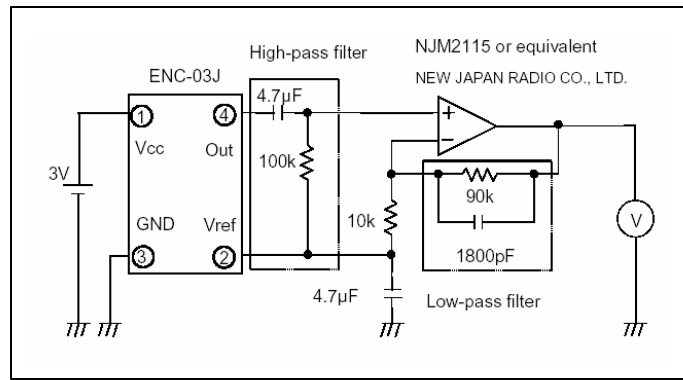 High-pass filter
NJM2115 or equivalent
NEW JAPAN RADIO CO., LTD.
ENC-03J
4.7µF
1
4
+
Vcc
Out
100k
−
3V
90k
10k
V
GND
Vref
3
2
1800pF
4.7µF
Low-pass filter